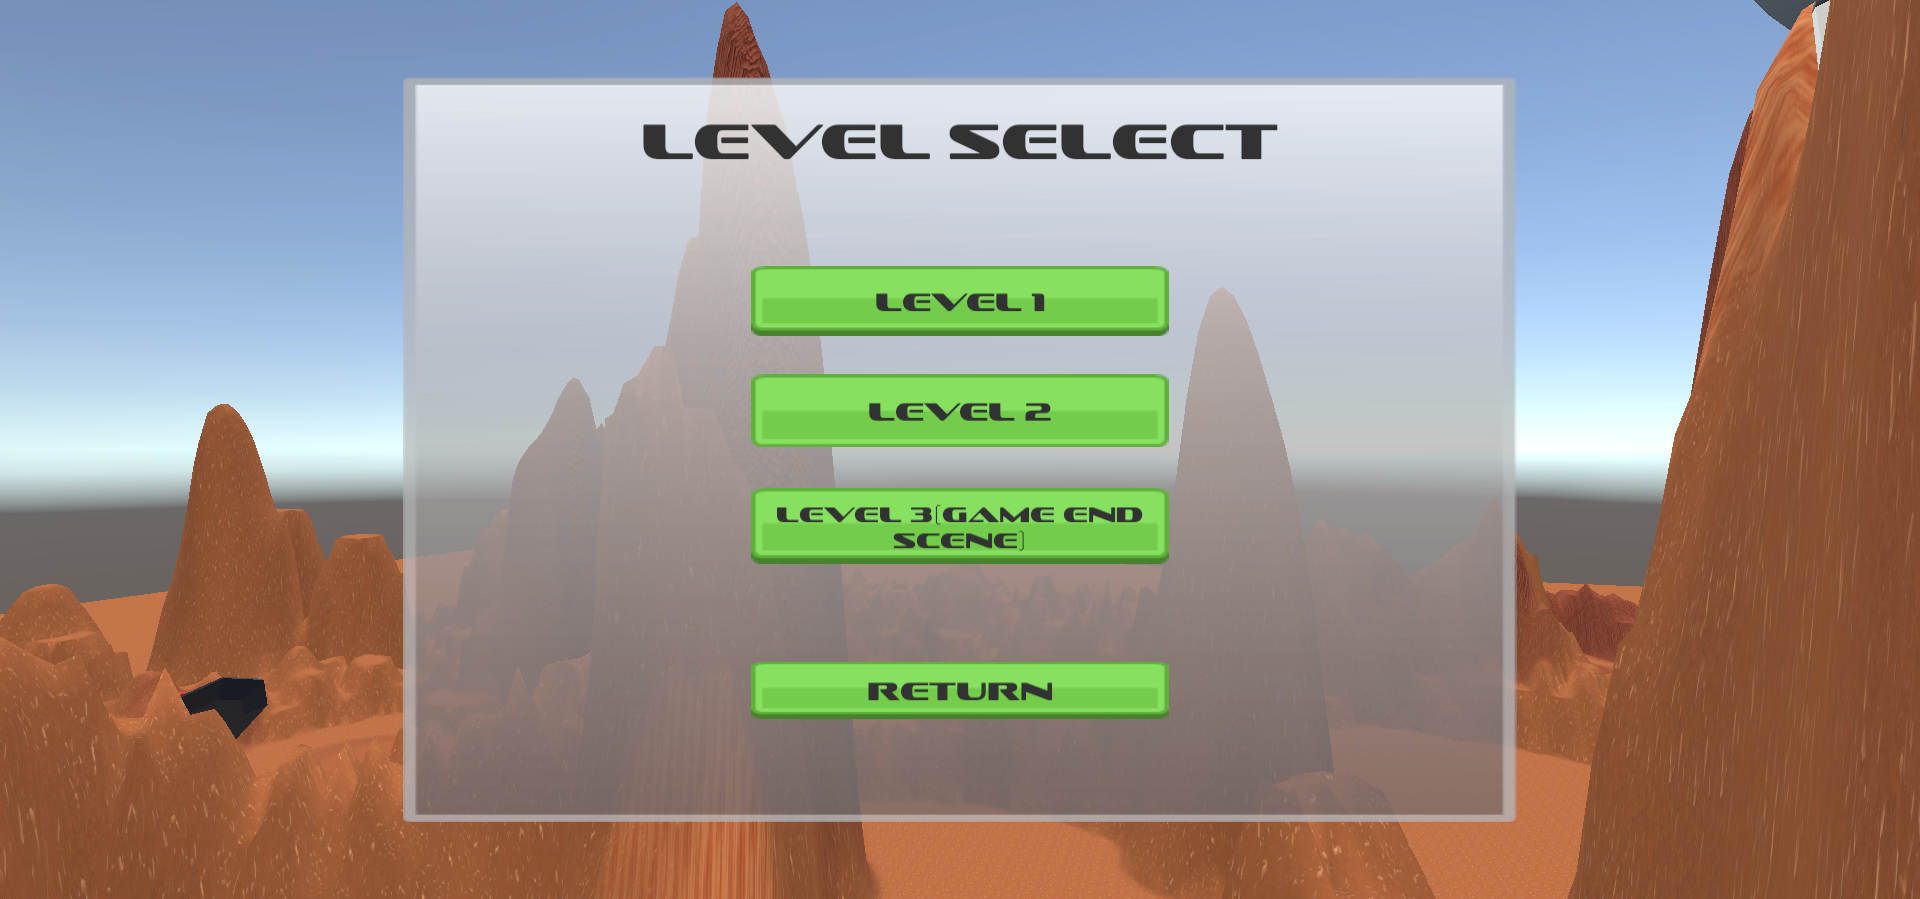 LEVEL SELECT
LEVEL 1
LEVEL 2
LEVEL 3(GAME END
SCENE)
RETURN